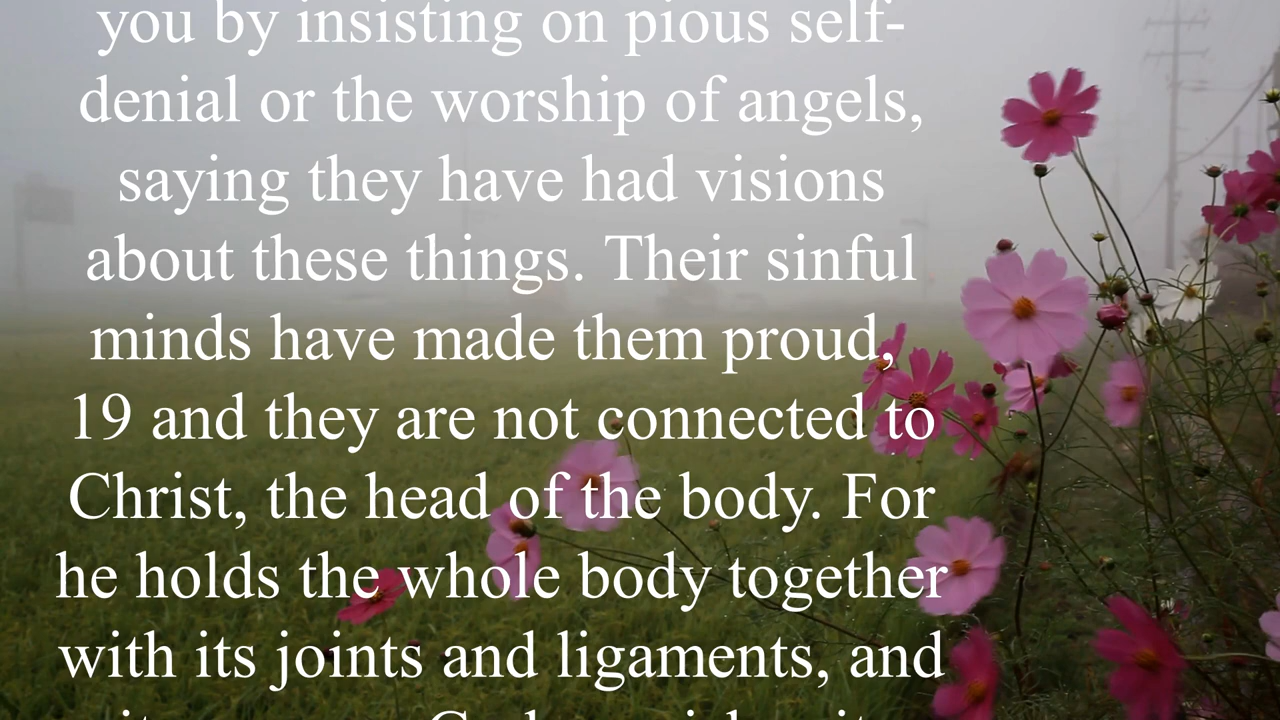 you by insisting on pious self-
denial or the worship of angels,
saying they have had visions
about these things. Their sinful
minds have made them proud,
19 and they are not connected to
Christ, the head of the body. For
he holds the whole body together
with its joints and ligaments, and